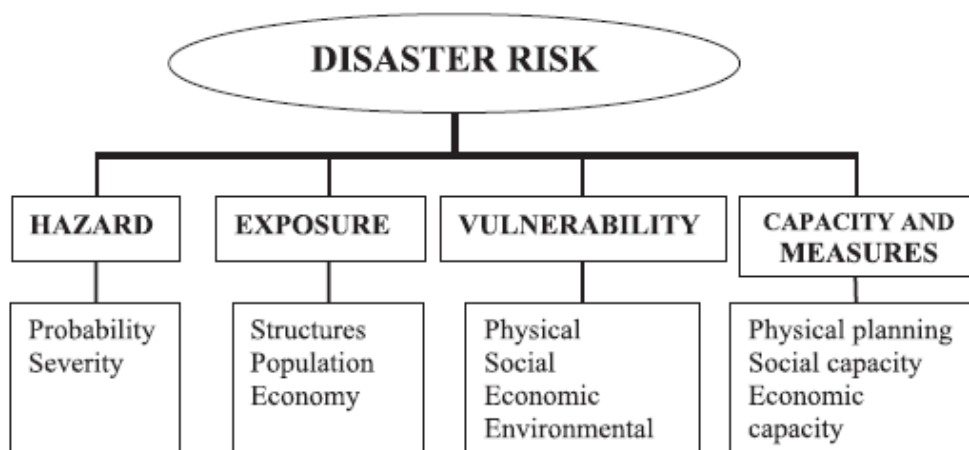 DISASTER RISK
HAZARD
EXPOSURE
VULNERABILITY
CAPACITY AND
MEASURES
Probability
Severity
Structures
Population
Economy
Physical
Social
Economic
Environmental
Physical planning
Social capacity
Economic
capacity